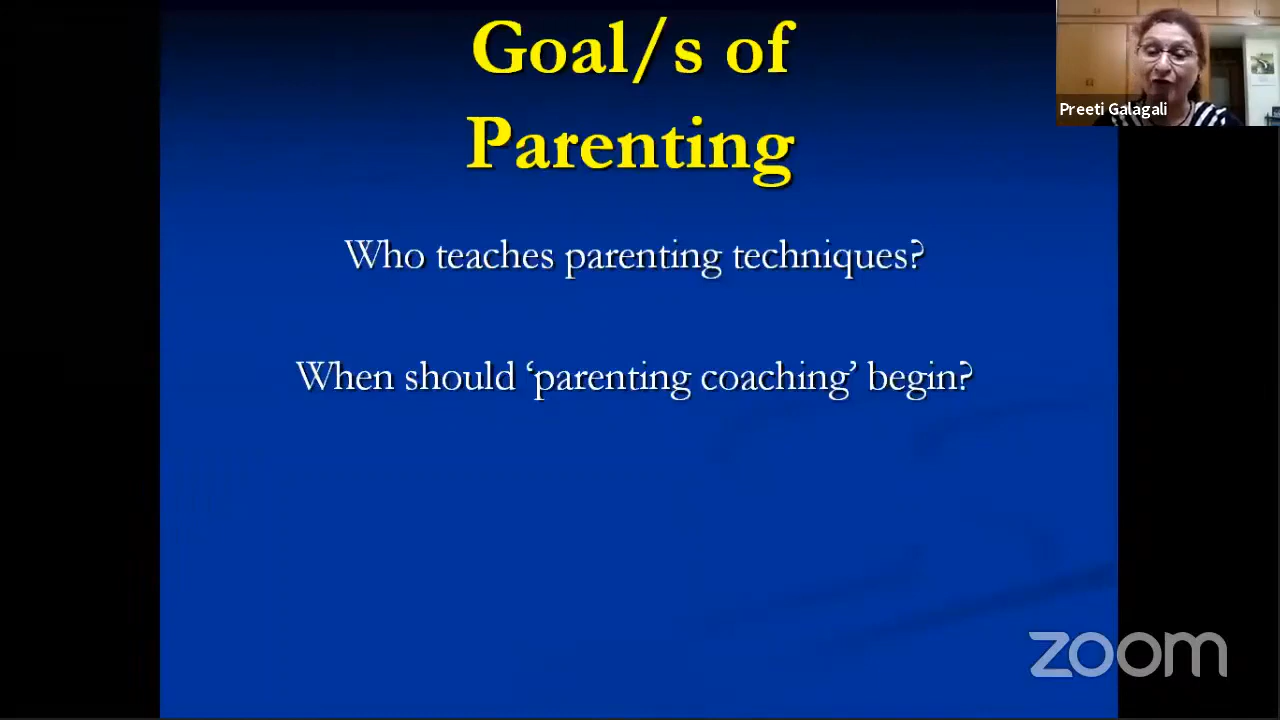 Goal/s of
Parenting
Preeti Galagali
Who teaches parenting techniques?
When should ‘parenting coaching’ begin?
zoom